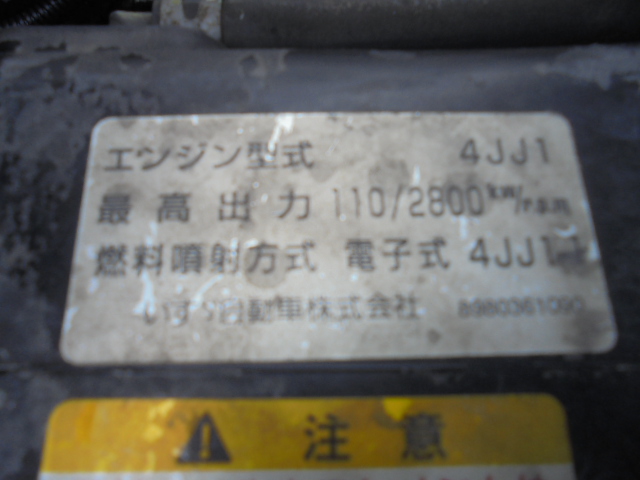 エンジン型式 4JJ1
最高出力 110/2800 kW/r.p.m
燃料噴射方式 電子式 4JJ1
いすゞ自動車株式会社 8980361090
注意